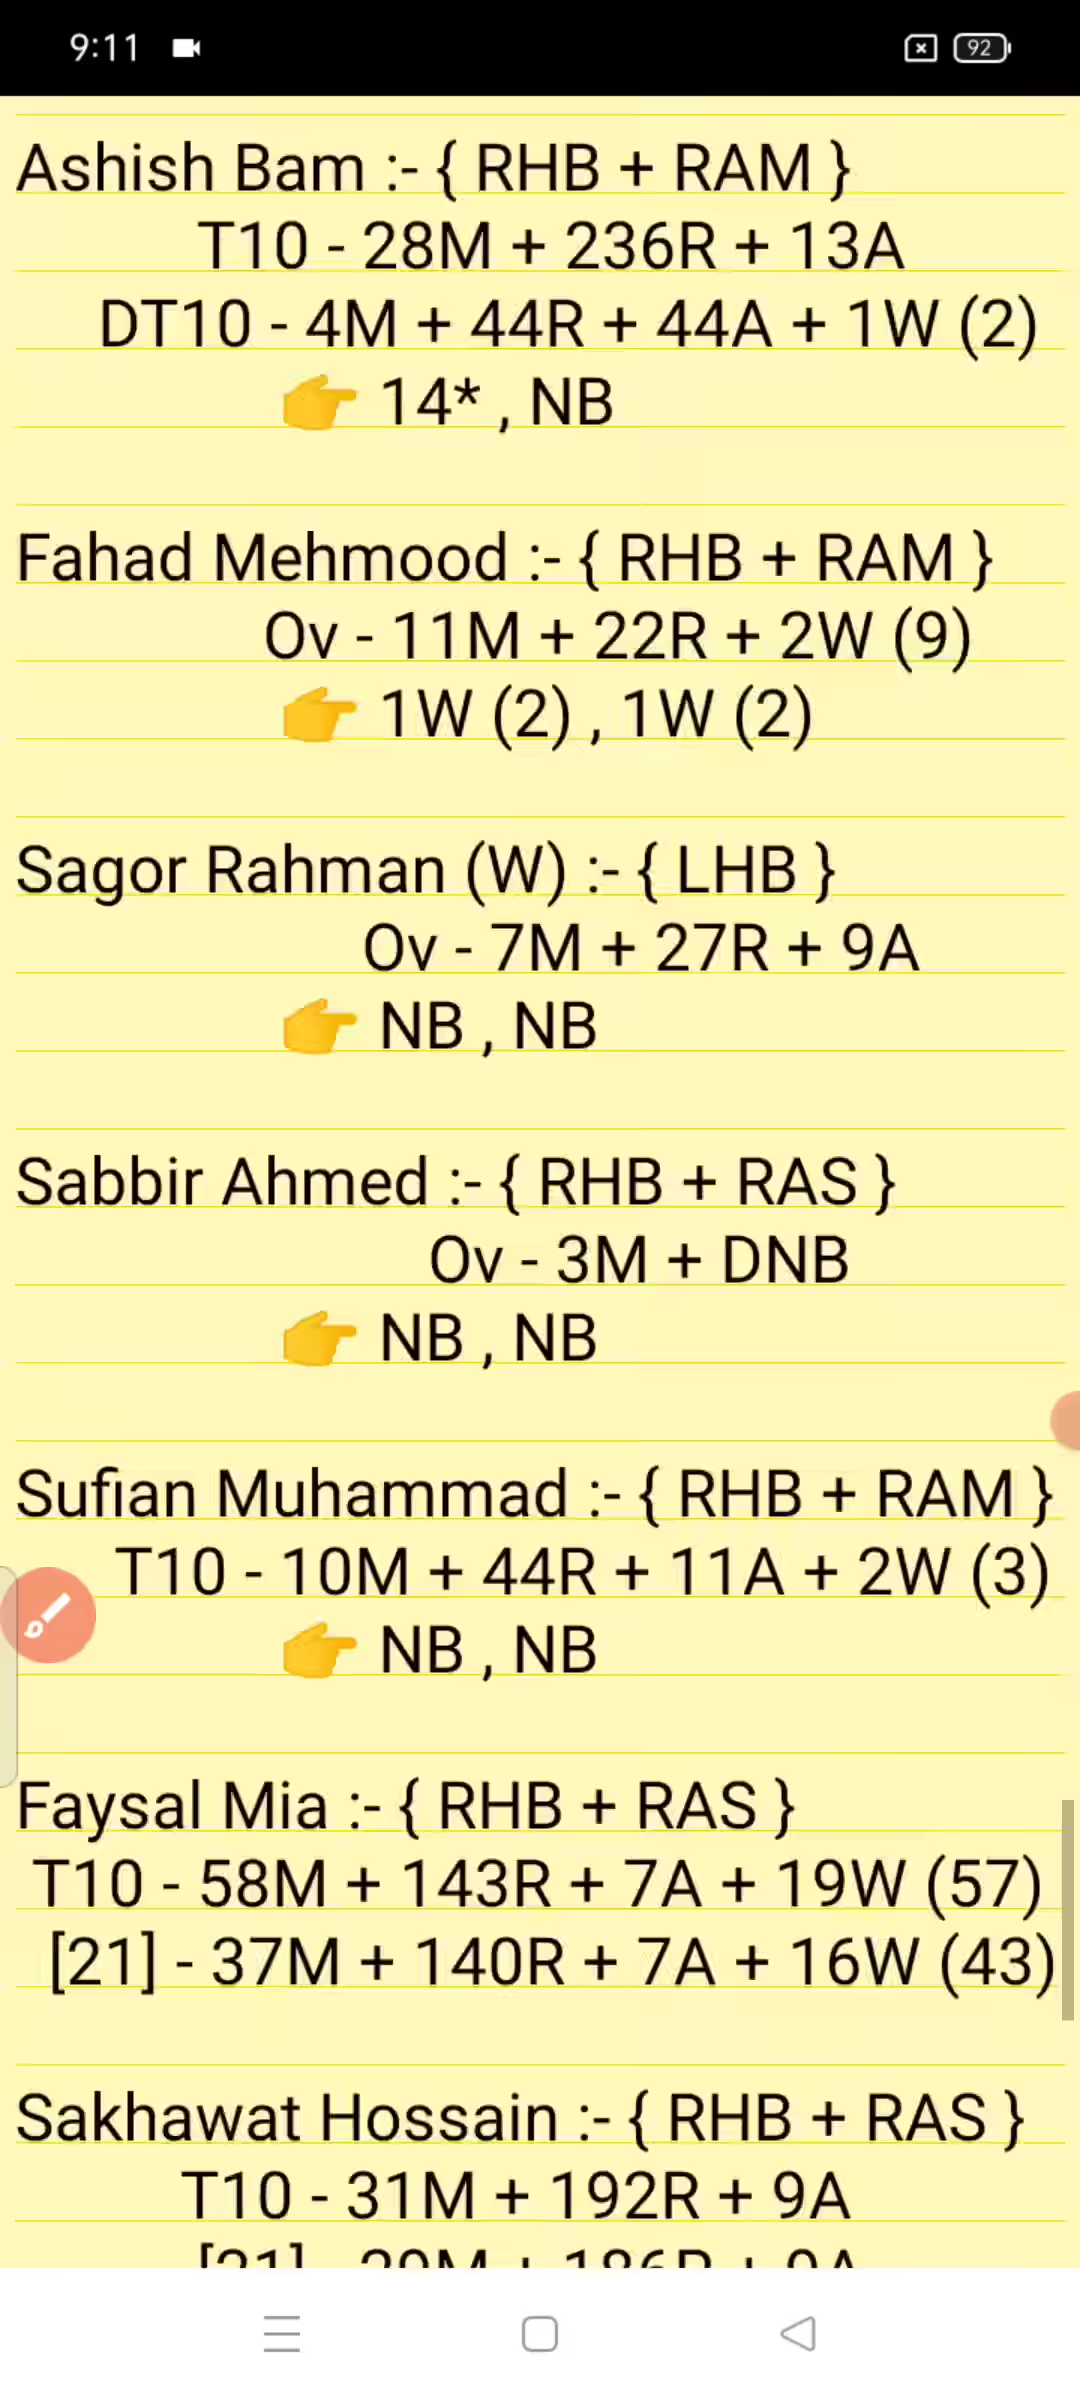 9:11
92
Ashish Bam :- { RHB + RAM }
T10 - 28M + 236R + 13A
DT10 - 4M + 44R + 44A + 1W (2)
👉 14* , NB
Fahad Mehmood :- { RHB + RAM }
Ov - 11M + 22R + 2W (9)
👉 1W (2) , 1W (2)
Sagor Rahman (W) :- { LHB }
Ov - 7M + 27R + 9A
👉 NB , NB
Sabbir Ahmed :- { RHB + RAS }
Ov - 3M + DNB
👉 NB , NB
Sufian Muhammad :- { RHB + RAM }
T10 - 10M + 44R + 11A + 2W (3)
👉 NB , NB
Faysal Mia :- { RHB + RAS }
T10 - 58M + 143R + 7A + 19W (57)
[21] - 37M + 140R + 7A + 16W (43)
Sakhawat Hossain :- { RHB + RAS }
T10 - 31M + 192R + 9A